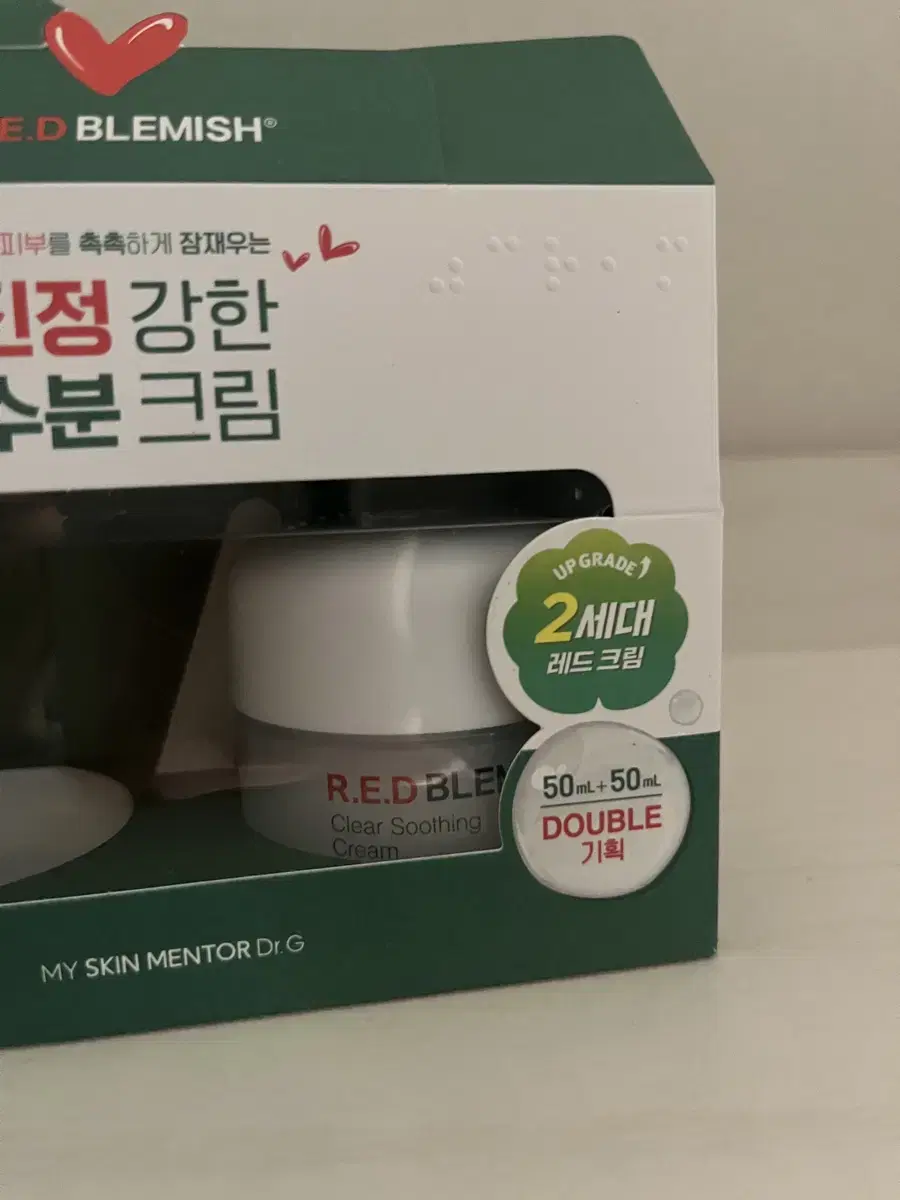 E.D BLEMISH®
피부를 촉촉하게 잠재우는
진정 강한
수분 크림
UPGRADE
2세대
레드 크림
R.E.D BLEM
Clear Soothing
Cream
50mL+50mL
DOUBLE
기획
MY SKIN MENTOR Dr.G